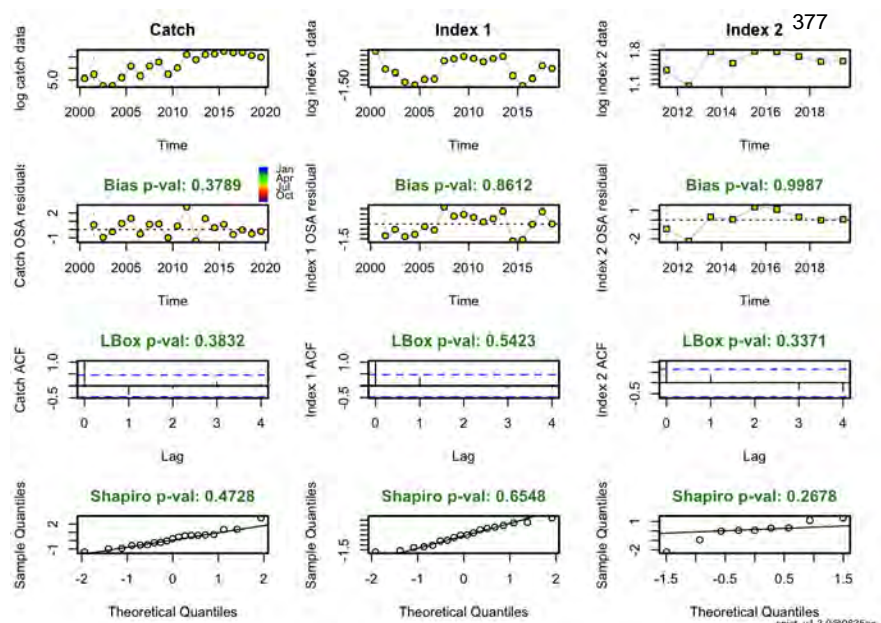 377
Catch
Index 1
Index 2
log catch data
5.0
2000 2005 2010 2015 2020
Time
log index 1 data
-1.50
2000 2005 2010 2015
Time
log index 2 data
1.1 1.8
2012 2014 2016 2018
Time
Jan
Apr
Jul
Oct
Bias p-val: 0.3789
Catch OSA residuals
-1 2
2000 2005 2010 2015 2020
Time
Bias p-val: 0.8612
Index 1 OSA residuals
-1.5
2000 2005 2010 2015
Time
Bias p-val: 0.9987
Index 2 OSA residuals
-2 1
2012 2014 2016 2018
Time
LBox p-val: 0.3832
Catch ACF
-0.5 1.0
0 1 2 3 4
Lag
LBox p-val: 0.5423
Index 1 ACF
-0.5 1.0
0 1 2 3 4
Lag
LBox p-val: 0.3371
Index 2 ACF
-0.5
0 1 2 3 4
Lag
Shapiro p-val: 0.4728
Sample Quantiles
-1 2
-2 -1 0 1 2
Theoretical Quantiles
Shapiro p-val: 0.6548
Sample Quantiles
-1.5
-2 -1 0 1 2
Theoretical Quantiles
Shapiro p-val: 0.2678
Sample Quantiles
-2 1
-1.5 -0.5 0.5 1.5
Theoretical Quantiles